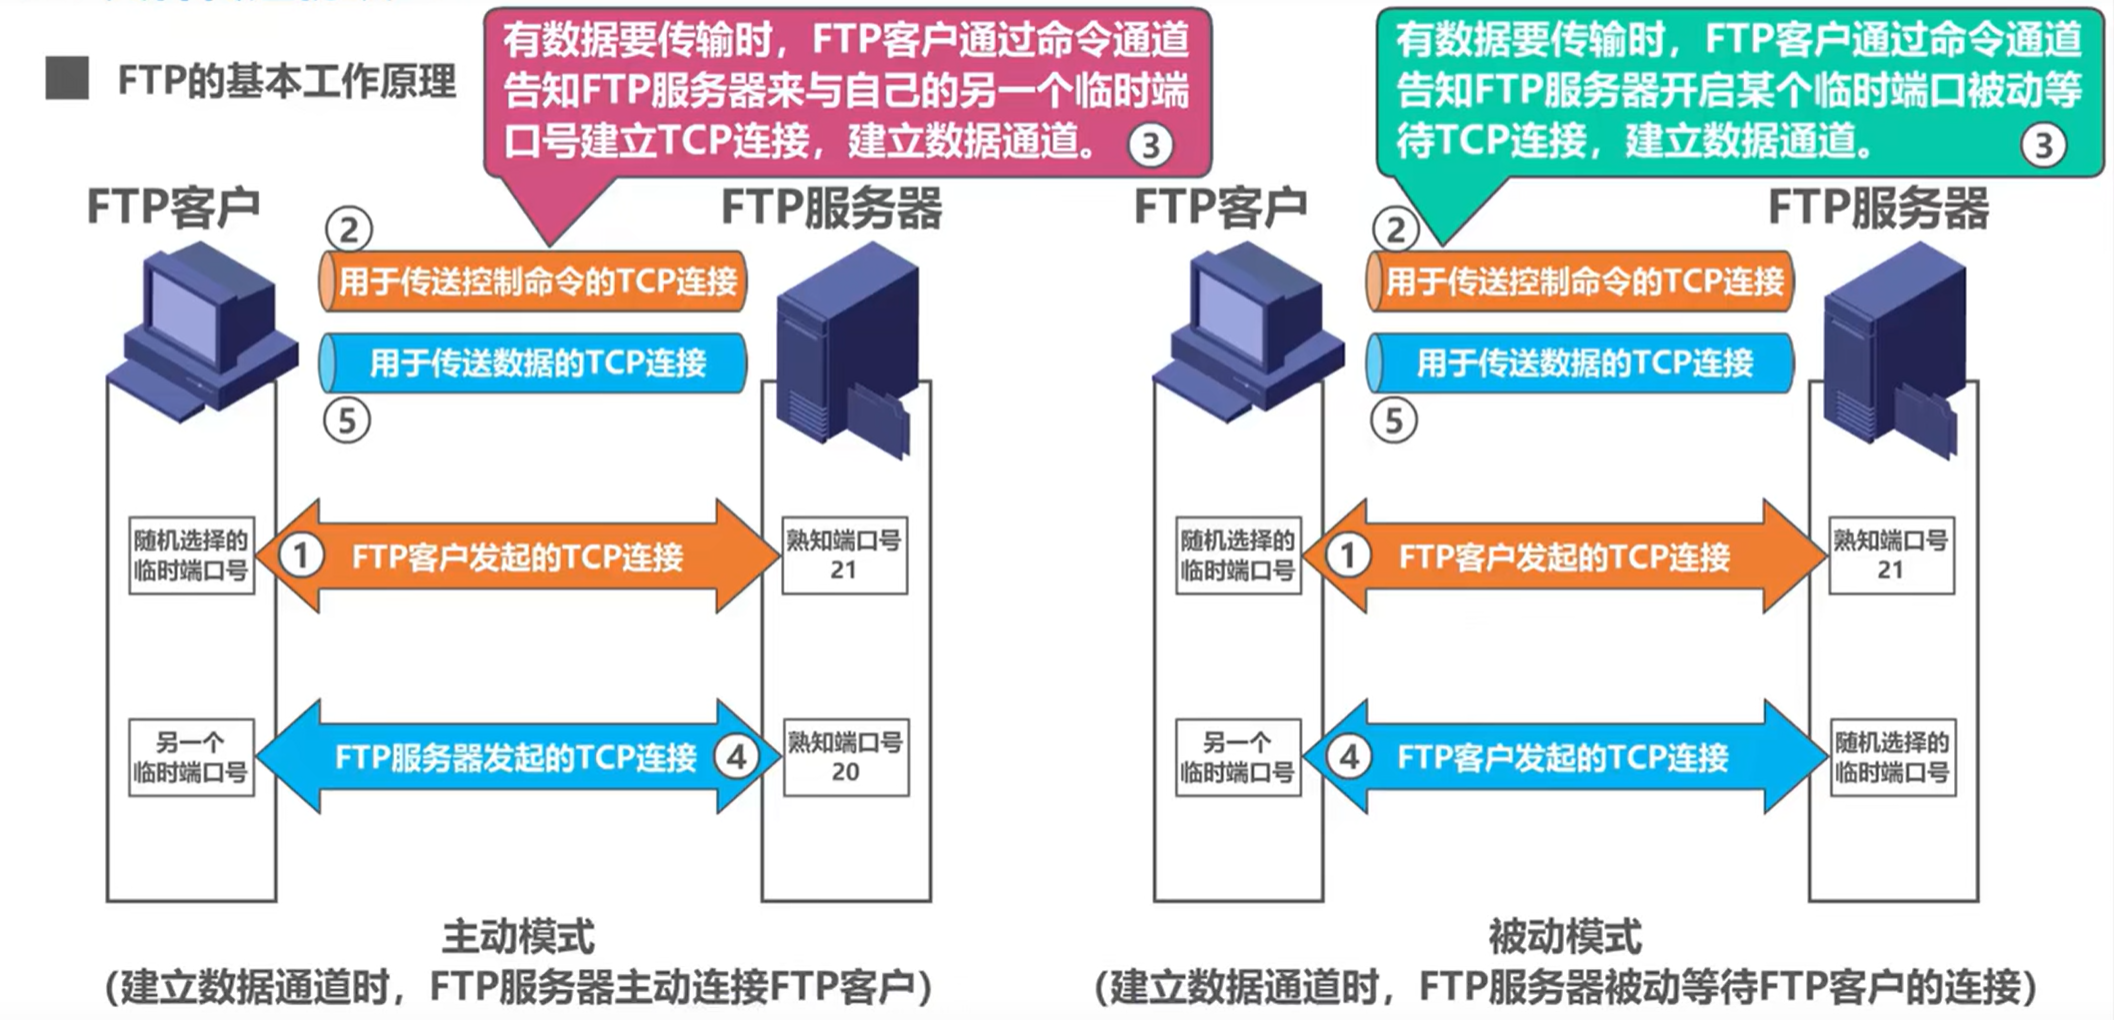 FTP的基本工作原理
有数据要传输时，FTP客户通过命令通道
告知FTP服务器来与自己的另一个临时端
口号建立TCP连接，建立数据通道。 ③
FTP客户
FTP服务器
②
用于传送控制命令的TCP连接
用于传送数据的TCP连接
⑤
随机选择的
临时端口号
① FTP客户发起的TCP连接
熟知端口号
21
另一个
临时端口号
FTP服务器发起的TCP连接 ④
熟知端口号
20
主动模式
（建立数据通道时，FTP服务器主动连接FTP客户）
有数据要传输时，FTP客户通过命令通道
告知FTP服务器开启某个临时端口被动等
待TCP连接，建立数据通道。 ③
FTP客户
FTP服务器
②
用于传送控制命令的TCP连接
用于传送数据的TCP连接
⑤
随机选择的
临时端口号
① FTP客户发起的TCP连接
熟知端口号
21
另一个
临时端口号
④ FTP客户发起的TCP连接
随机选择的
临时端口号
被动模式
（建立数据通道时，FTP服务器被动等待FTP客户的连接）